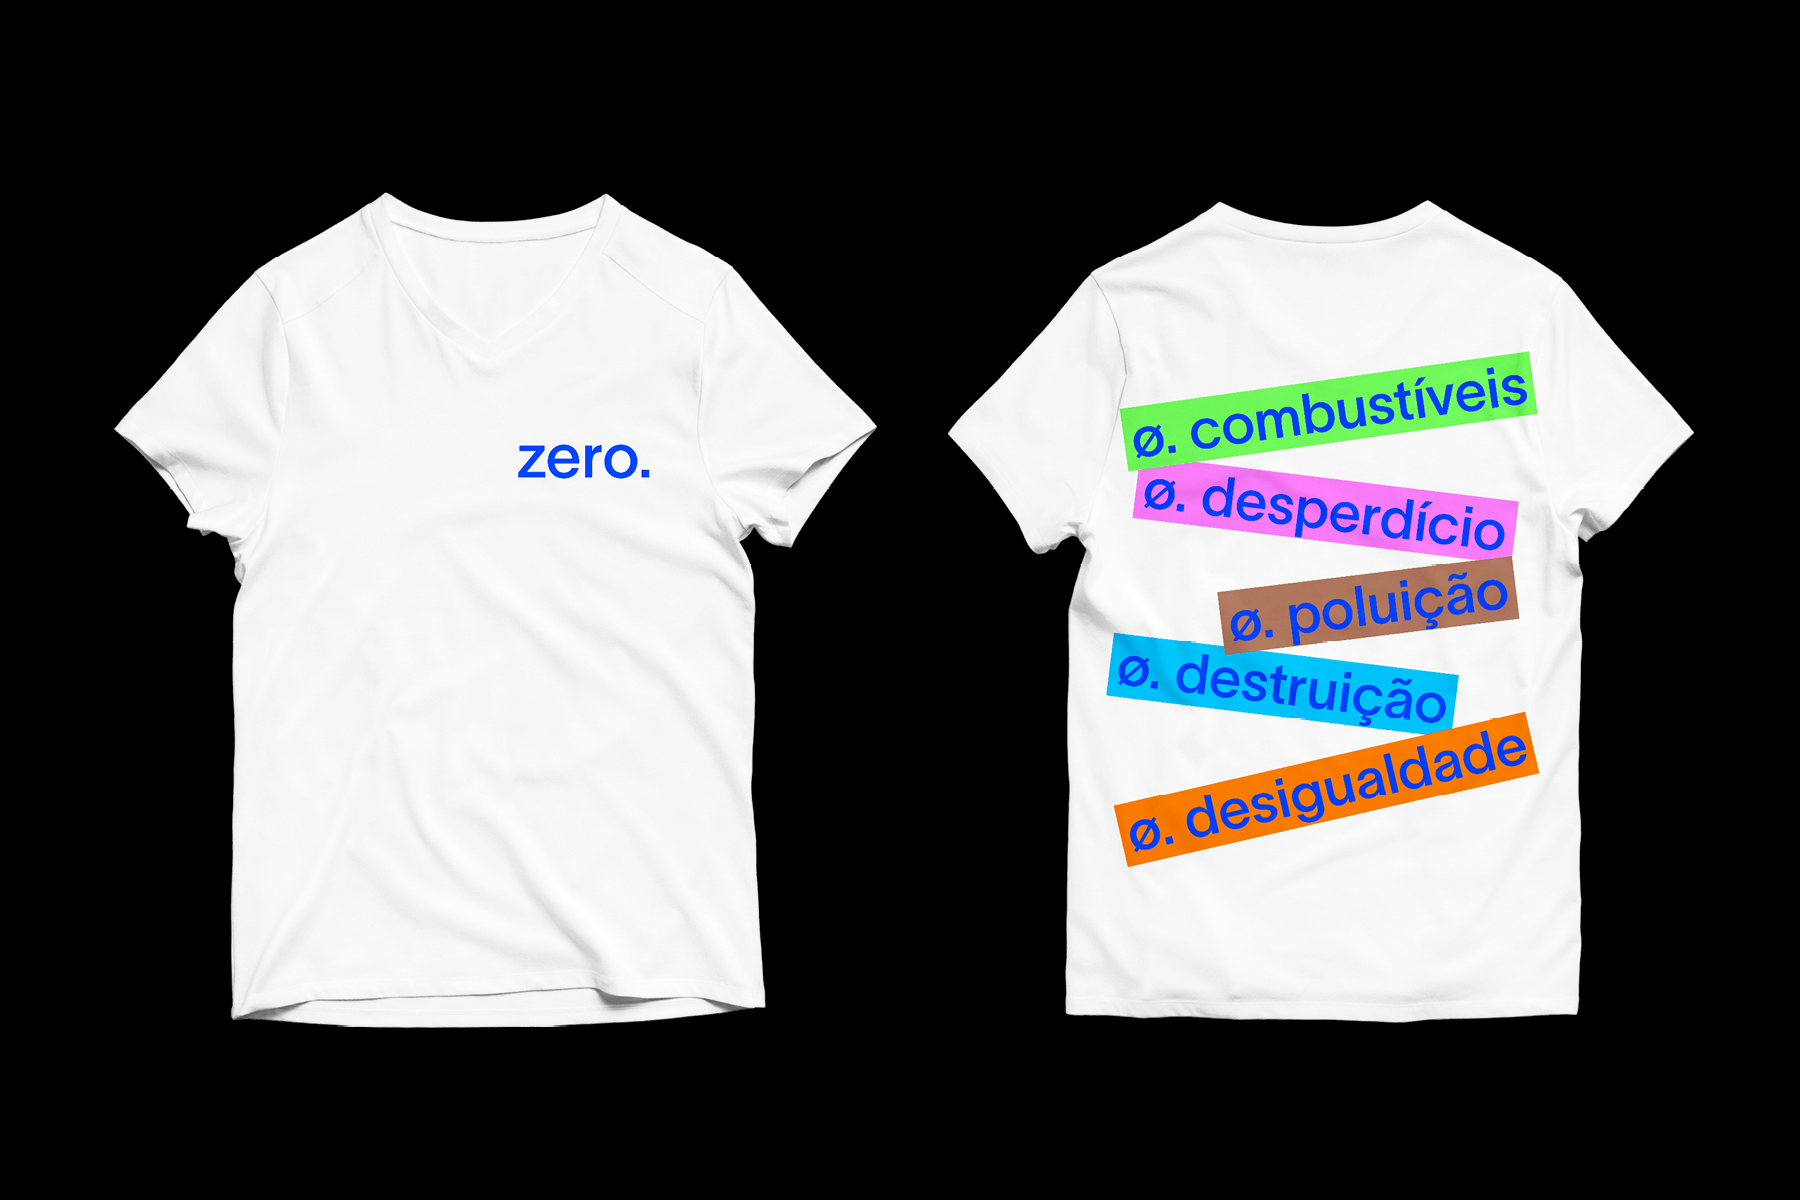 zero.
ø. combustíveis
ø. desperdício
ø. poluição
ø. destruição
ø. desigualdade